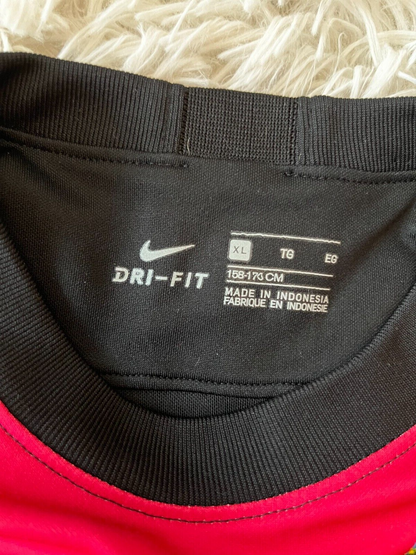 DRI-FIT
XL TG EG
158-170 CM
MADE IN INDONESIA
FABRIQUE EN INDONESIE